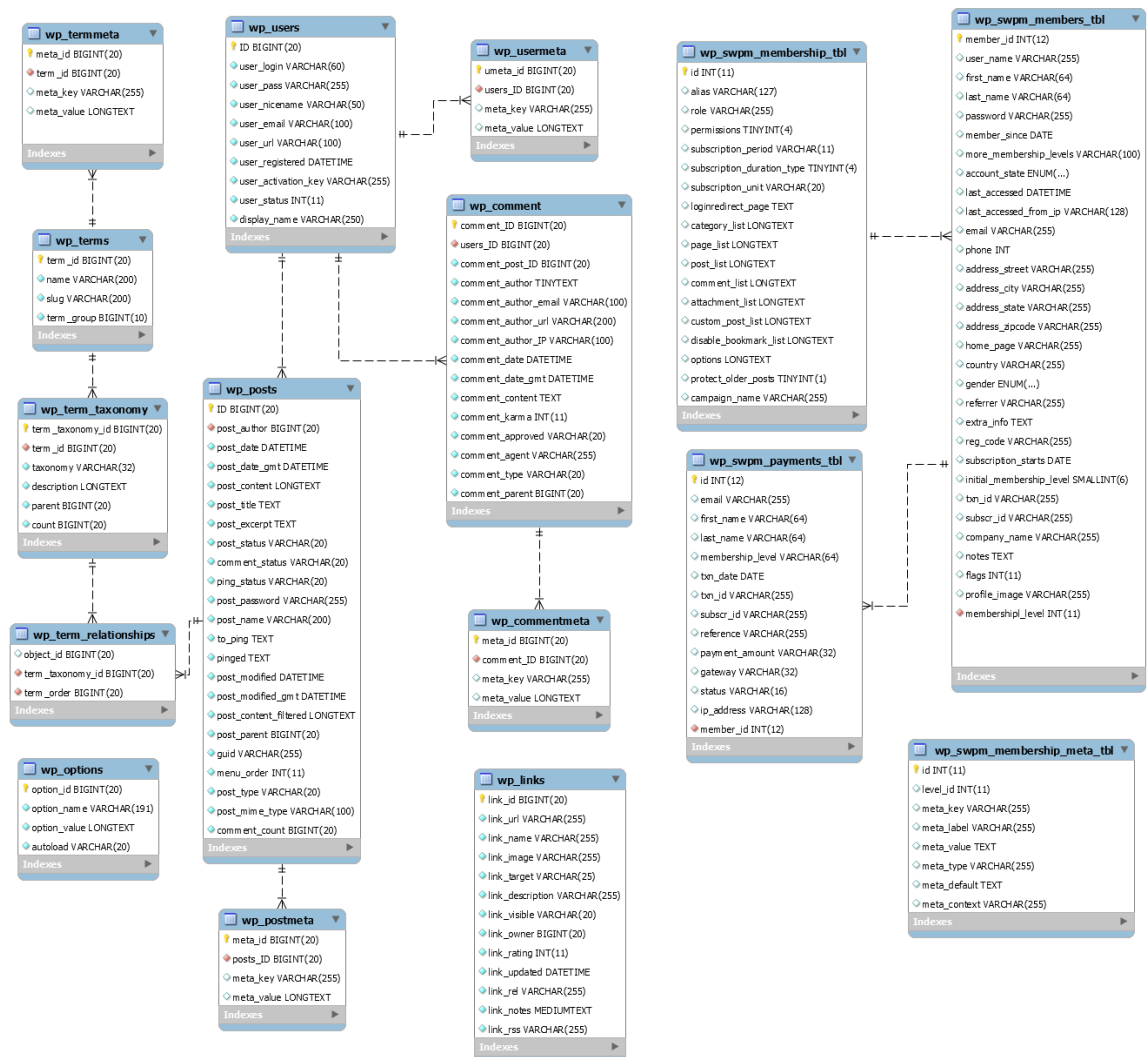 wp_termmeta
meta_id BIGINT(20)
term_id BIGINT(20)
meta_key VARCHAR(255)
meta_value LONGTEXT
Indexes
wp_terms
term_id BIGINT(20)
name VARCHAR(200)
slug VARCHAR(200)
term_group BIGINT(10)
Indexes
wp_term_taxonomy
term_taxonomy_id BIGINT(20)
term_id BIGINT(20)
taxonomy VARCHAR(32)
description LONGTEXT
parent BIGINT(20)
count BIGINT(20)
Indexes
wp_term_relationships
object_id BIGINT(20)
term_taxonomy_id BIGINT(20)
term_order BIGINT(20)
Indexes
wp_options
option_id BIGINT(20)
option_name VARCHAR(191)
option_value LONGTEXT
autoload VARCHAR(20)
Indexes
wp_users
ID BIGINT(20)
user_login VARCHAR(60)
user_pass VARCHAR(255)
user_nicename VARCHAR(50)
user_email VARCHAR(100)
user_url VARCHAR(100)
user_registered DATETIME
user_activation_key VARCHAR(255)
user_status INT(11)
display_name VARCHAR(250)
Indexes
wp_posts
ID BIGINT(20)
post_author BIGINT(20)
post_date DATETIME
post_date_gmt DATETIME
post_content LONGTEXT
post_title TEXT
post_excerpt TEXT
post_status VARCHAR(20)
comment_status VARCHAR(20)
ping_status VARCHAR(20)
post_password VARCHAR(255)
post_name VARCHAR(200)
to_ping TEXT
pinged TEXT
post_modified DATETIME
post_modified_gmt DATETIME
post_content_filtered LONGTEXT
post_parent BIGINT(20)
guid VARCHAR(255)
menu_order INT(11)
post_type VARCHAR(20)
post_mime_type VARCHAR(100)
comment_count BIGINT(20)
Indexes
wp_postmeta
meta_id BIGINT(20)
posts_ID BIGINT(20)
meta_key VARCHAR(255)
meta_value LONGTEXT
Indexes
wp_usermeta
umeta_id BIGINT(20)
users_ID BIGINT(20)
meta_key VARCHAR(255)
meta_value LONGTEXT
Indexes
wp_comment
comment_ID BIGINT(20)
users_ID BIGINT(20)
comment_post_ID BIGINT(20)
comment_author TINYTEXT
comment_author_email VARCHAR(100)
comment_author_url VARCHAR(200)
comment_author_IP VARCHAR(100)
comment_date DATETIME
comment_date_gmt DATETIME
comment_content TEXT
comment_karma INT(11)
comment_approved VARCHAR(20)
comment_agent VARCHAR(255)
comment_type VARCHAR(20)
comment_parent BIGINT(20)
Indexes
wp_commentmeta
meta_id BIGINT(20)
comment_ID BIGINT(20)
meta_key VARCHAR(255)
meta_value LONGTEXT
Indexes
wp_links
link_id BIGINT(20)
link_url VARCHAR(255)
link_name VARCHAR(255)
link_image VARCHAR(255)
link_target VARCHAR(25)
link_description VARCHAR(255)
link_visible VARCHAR(20)
link_owner BIGINT(20)
link_rating INT(11)
link_updated DATETIME
link_rel VARCHAR(255)
link_notes MEDIUMTEXT
link_rss VARCHAR(255)
Indexes
wp_swpm_membership_tbl
id INT(11)
alias VARCHAR(127)
role VARCHAR(255)
permissions TINYINT(4)
subscription_period VARCHAR(11)
subscription_duration_type TINYINT(4)
subscription_unit VARCHAR(20)
loginredirect_page TEXT
category_list LONGTEXT
page_list LONGTEXT
post_list LONGTEXT
comment_list LONGTEXT
attachment_list LONGTEXT
custom_post_list LONGTEXT
disable_bookmark_list LONGTEXT
options LONGTEXT
protect_older_posts TINYINT(1)
campaign_name VARCHAR(255)
Indexes
wp_swpm_payments_tbl
id INT(12)
email VARCHAR(255)
first_name VARCHAR(64)
last_name VARCHAR(64)
membership_level VARCHAR(64)
txn_date DATE
txn_id VARCHAR(255)
subscr_id VARCHAR(255)
reference VARCHAR(255)
payment_amount VARCHAR(32)
gateway VARCHAR(32)
status VARCHAR(16)
ip_address VARCHAR(128)
member_id INT(12)
Indexes
wp_swpm_members_tbl
member_id INT(12)
user_name VARCHAR(255)
first_name VARCHAR(64)
last_name VARCHAR(64)
password VARCHAR(255)
member_since DATE
more_membership_levels VARCHAR(100)
account_state ENUM(...)
last_accessed DATETIME
last_accessed_from_ip VARCHAR(128)
email VARCHAR(255)
phone INT
address_street VARCHAR(255)
address_city VARCHAR(255)
address_state VARCHAR(255)
address_zipcode VARCHAR(255)
home_page VARCHAR(255)
country VARCHAR(255)
gender ENUM(...)
referrer VARCHAR(255)
extra_info TEXT
reg_code VARCHAR(255)
subscription_starts DATE
initial_membership_level SMALLINT(6)
txn_id VARCHAR(255)
subscr_id VARCHAR(255)
company_name VARCHAR(255)
notes TEXT
flags INT(11)
profile_image VARCHAR(255)
membershipl_level INT(11)
Indexes
wp_swpm_membership_meta_tbl
id INT(11)
level_id INT(11)
meta_key VARCHAR(255)
meta_label VARCHAR(255)
meta_value TEXT
meta_type VARCHAR(255)
meta_default TEXT
meta_context VARCHAR(255)
Indexes